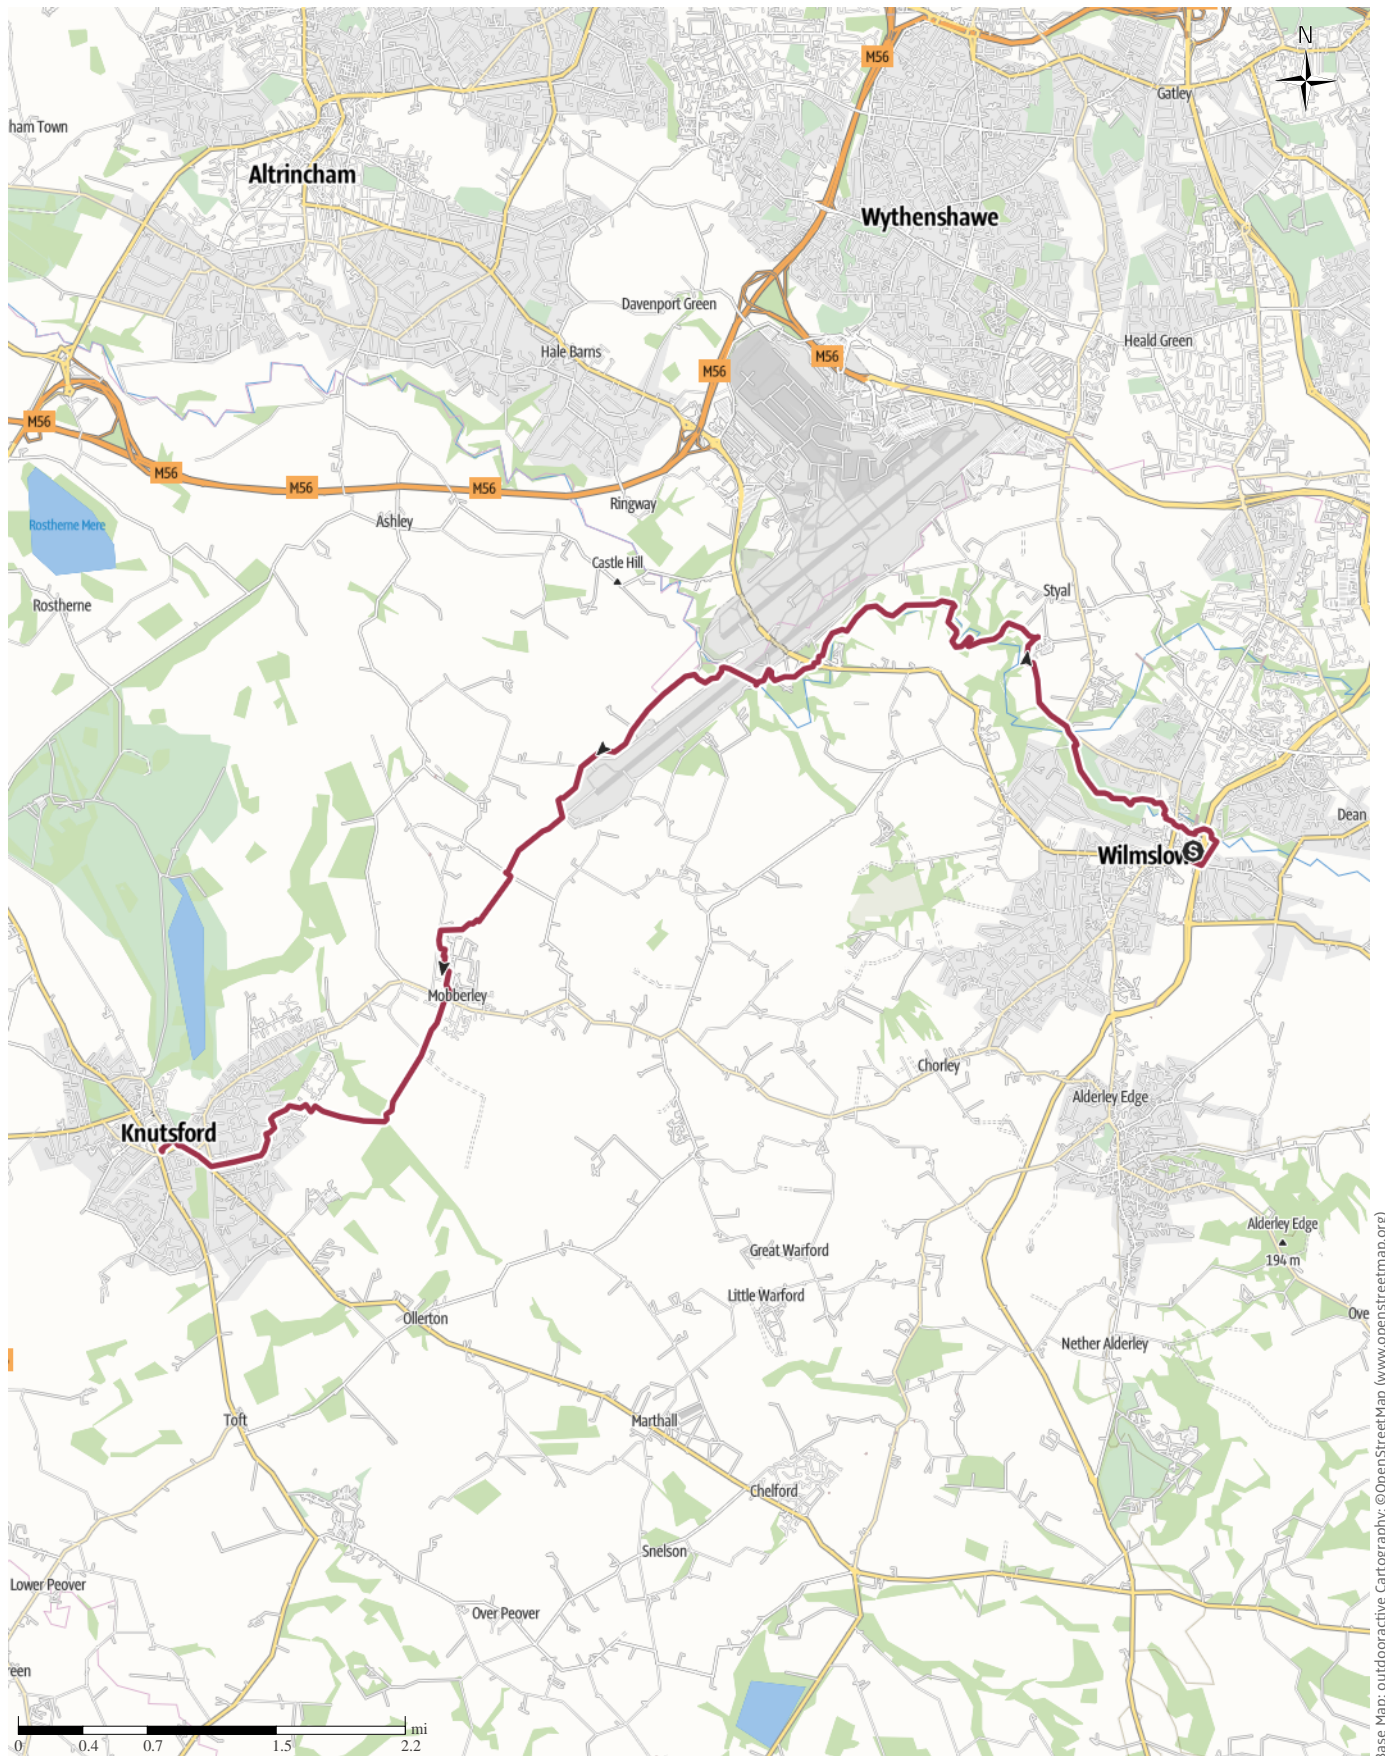 N
M56
Gatley
ham Town
Altrincham
Wythenshawe
Davenport Green
Heald Green
Hale Barns
M56
M56
M56
M56
M56
M56
Ringway
Rostherne Mere
Ashley
Castle Hill
Styal
Rostherne
Dean
Wilmslow
S
Mobberley
Chorley
Alderley Edge
Knutsford
Alderley Edge
194 m
Great Warford
Little Warford
Ove
Ollerton
Nether Alderley
Toft
Marthall
Chelford
Snelson
Lower Peover
Over Peover
reen
mi
0 0.4 0.7 1.5 2.2
ase Map: outdooractive Cartography: ©OpenStreetMap (www.openstreetmap.org)